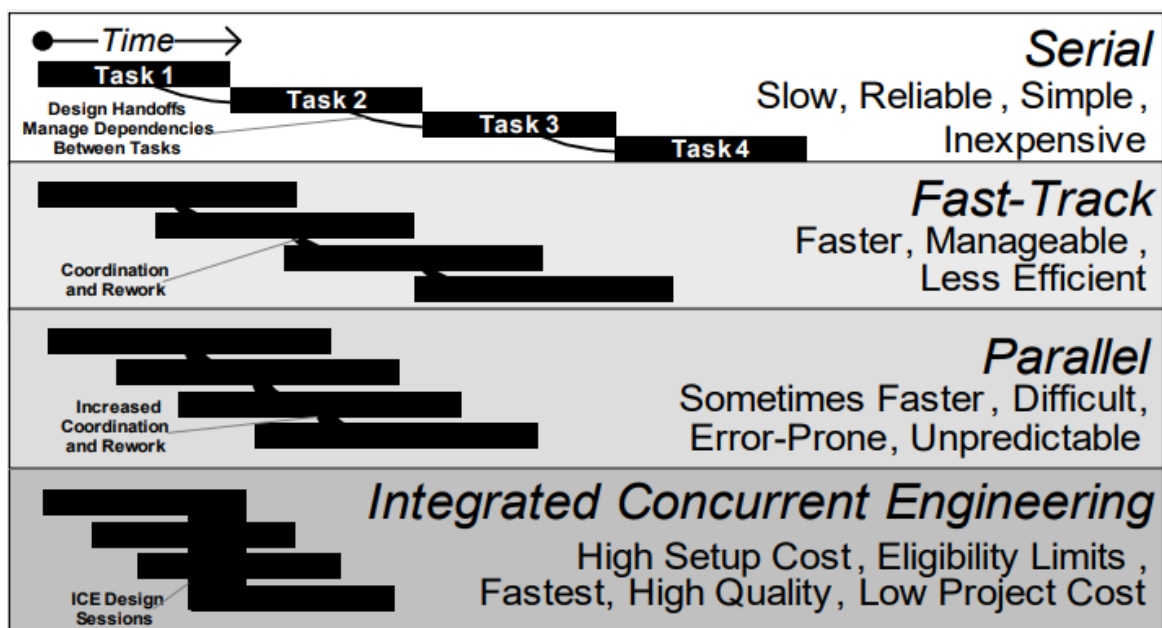 Time
Task 1
Task 2
Task 3
Task 4
Design Handoffs
Manage Dependencies
Between Tasks
Serial
Slow, Reliable , Simple ,
Inexpensive
Fast-Track
Faster, Manageable ,
Less Efficient
Coordination
and Rework
Parallel
Sometimes Faster , Difficult,
Error-Prone, Unpredictable
Increased
Coordination
and Rework
Integrated Concurrent Engineering
High Setup Cost , Eligibility Limits ,
Fastest, High Quality, Low Project Cost
ICE Design
Sessions